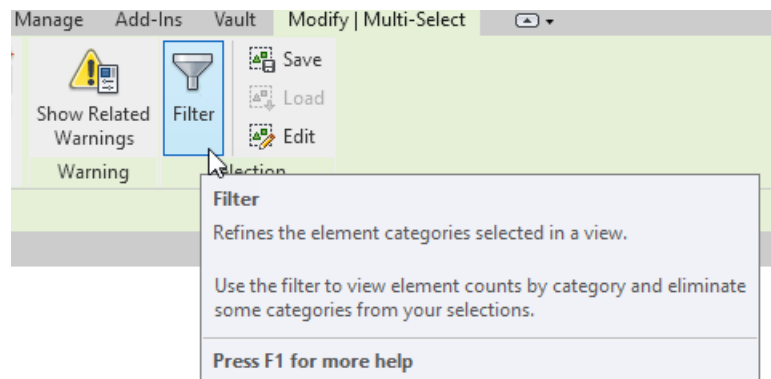 Manage Add-Ins Vault Modify | Multi-Select
Show Related
Warnings
Filter
Save
Load
Edit
Warning
Filter
Refines the element categories selected in a view.
Use the filter to view element counts by category and eliminate
some categories from your selections.
Press F1 for more help